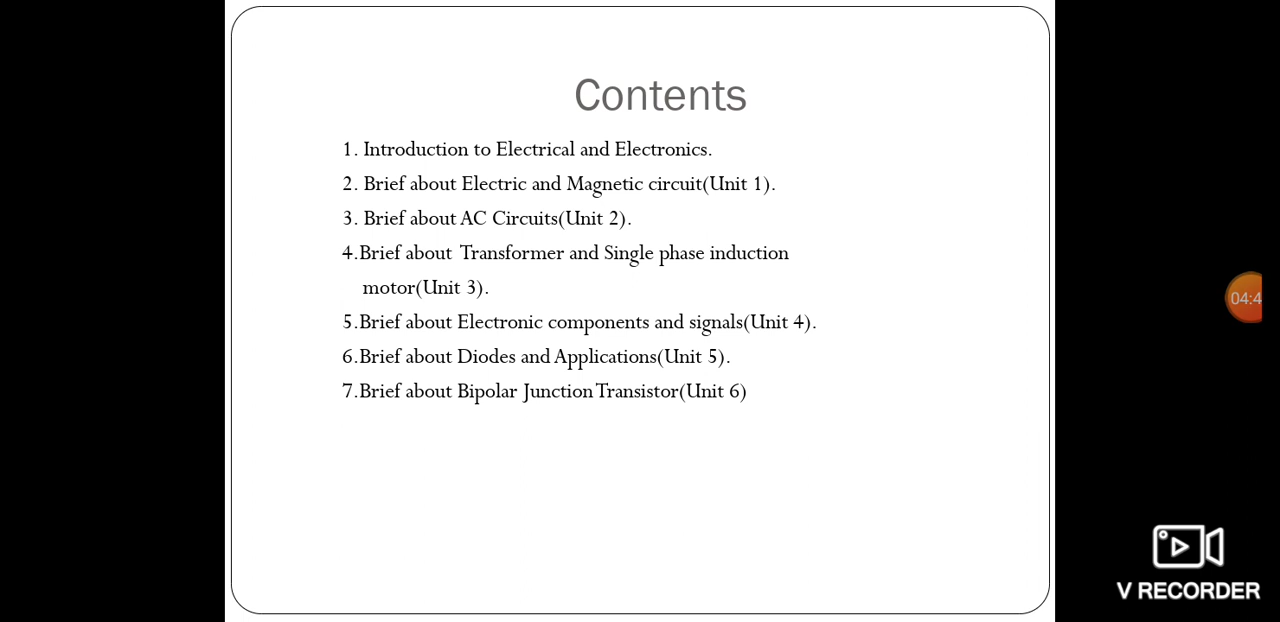 Contents
1. Introduction to Electrical and Electronics.
2. Brief about Electric and Magnetic circuit(Unit 1).
3. Brief about AC Circuits(Unit 2).
4.Brief about  Transformer and Single phase induction
motor(Unit 3).
5.Brief about Electronic components and signals(Unit 4).
6.Brief about Diodes and Applications(Unit 5).
7.Brief about Bipolar Junction Transistor(Unit 6)
04:4
V RECORDER